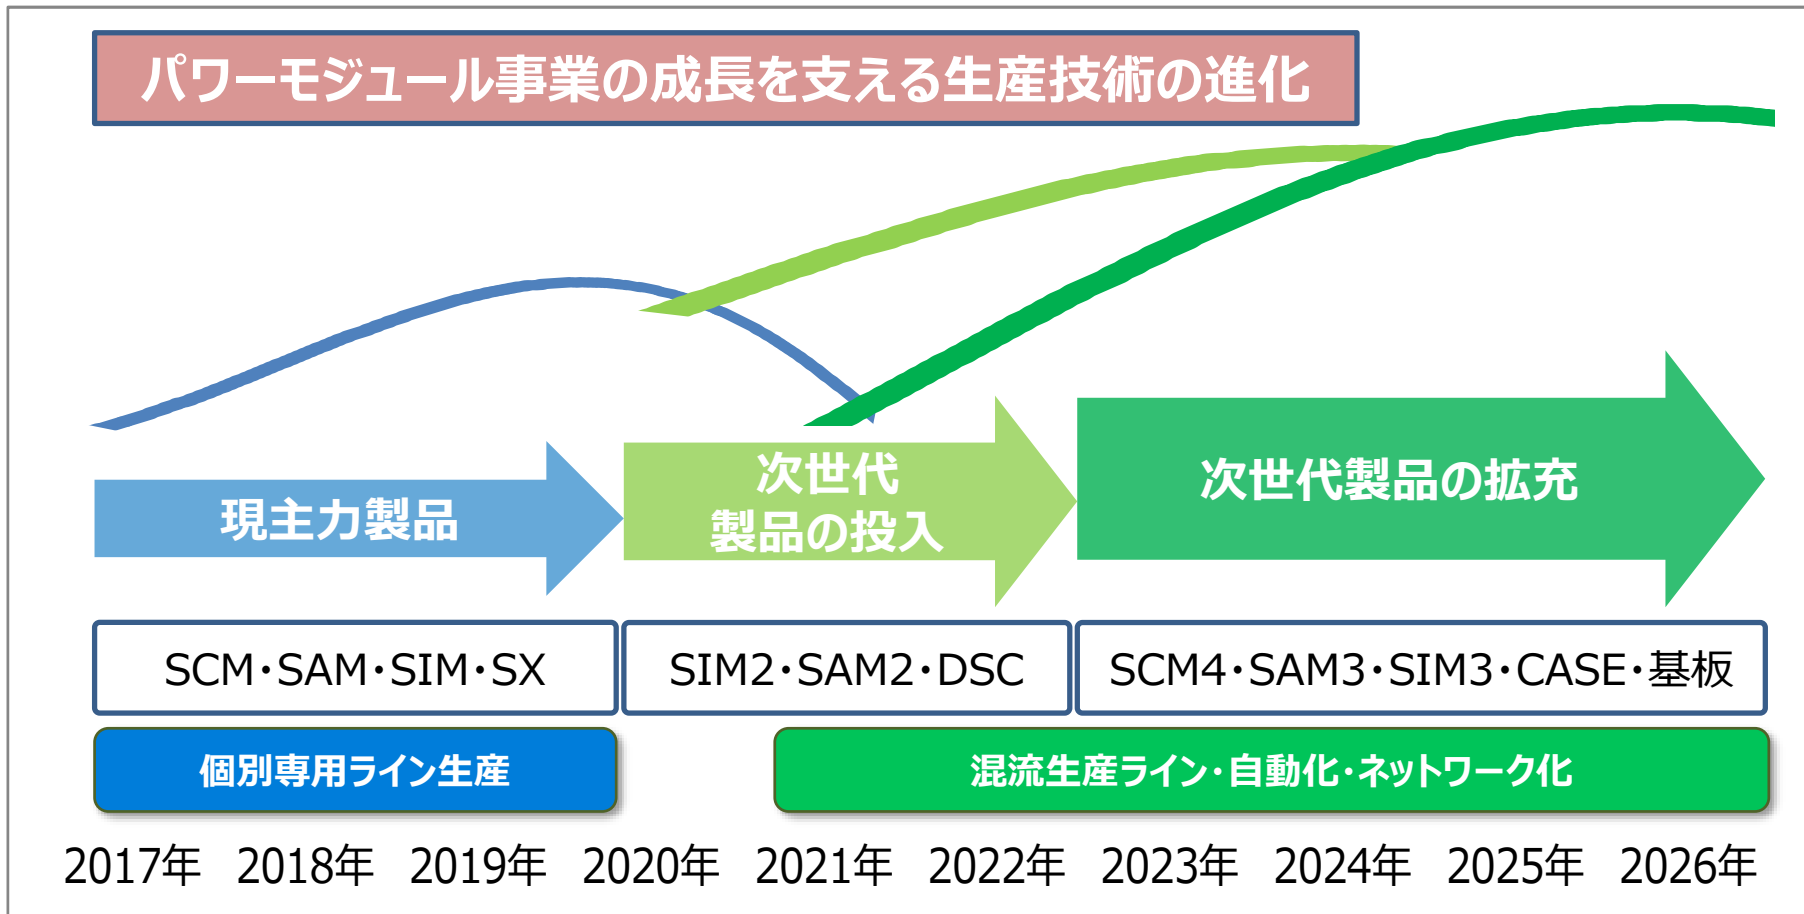 パワーモジュール事業の成長を支える生産技術の進化
現主力製品
次世代
製品の投入
次世代製品の拡充
SCM・SAM・SIM・SX
SIM2・SAM2・DSC
SCM4・SAM3・SIM3・CASE・基板
個別専用ライン生産
混流生産ライン・自動化・ネットワーク化
2017年 2018年 2019年 2020年 2021年 2022年 2023年 2024年 2025年 2026年